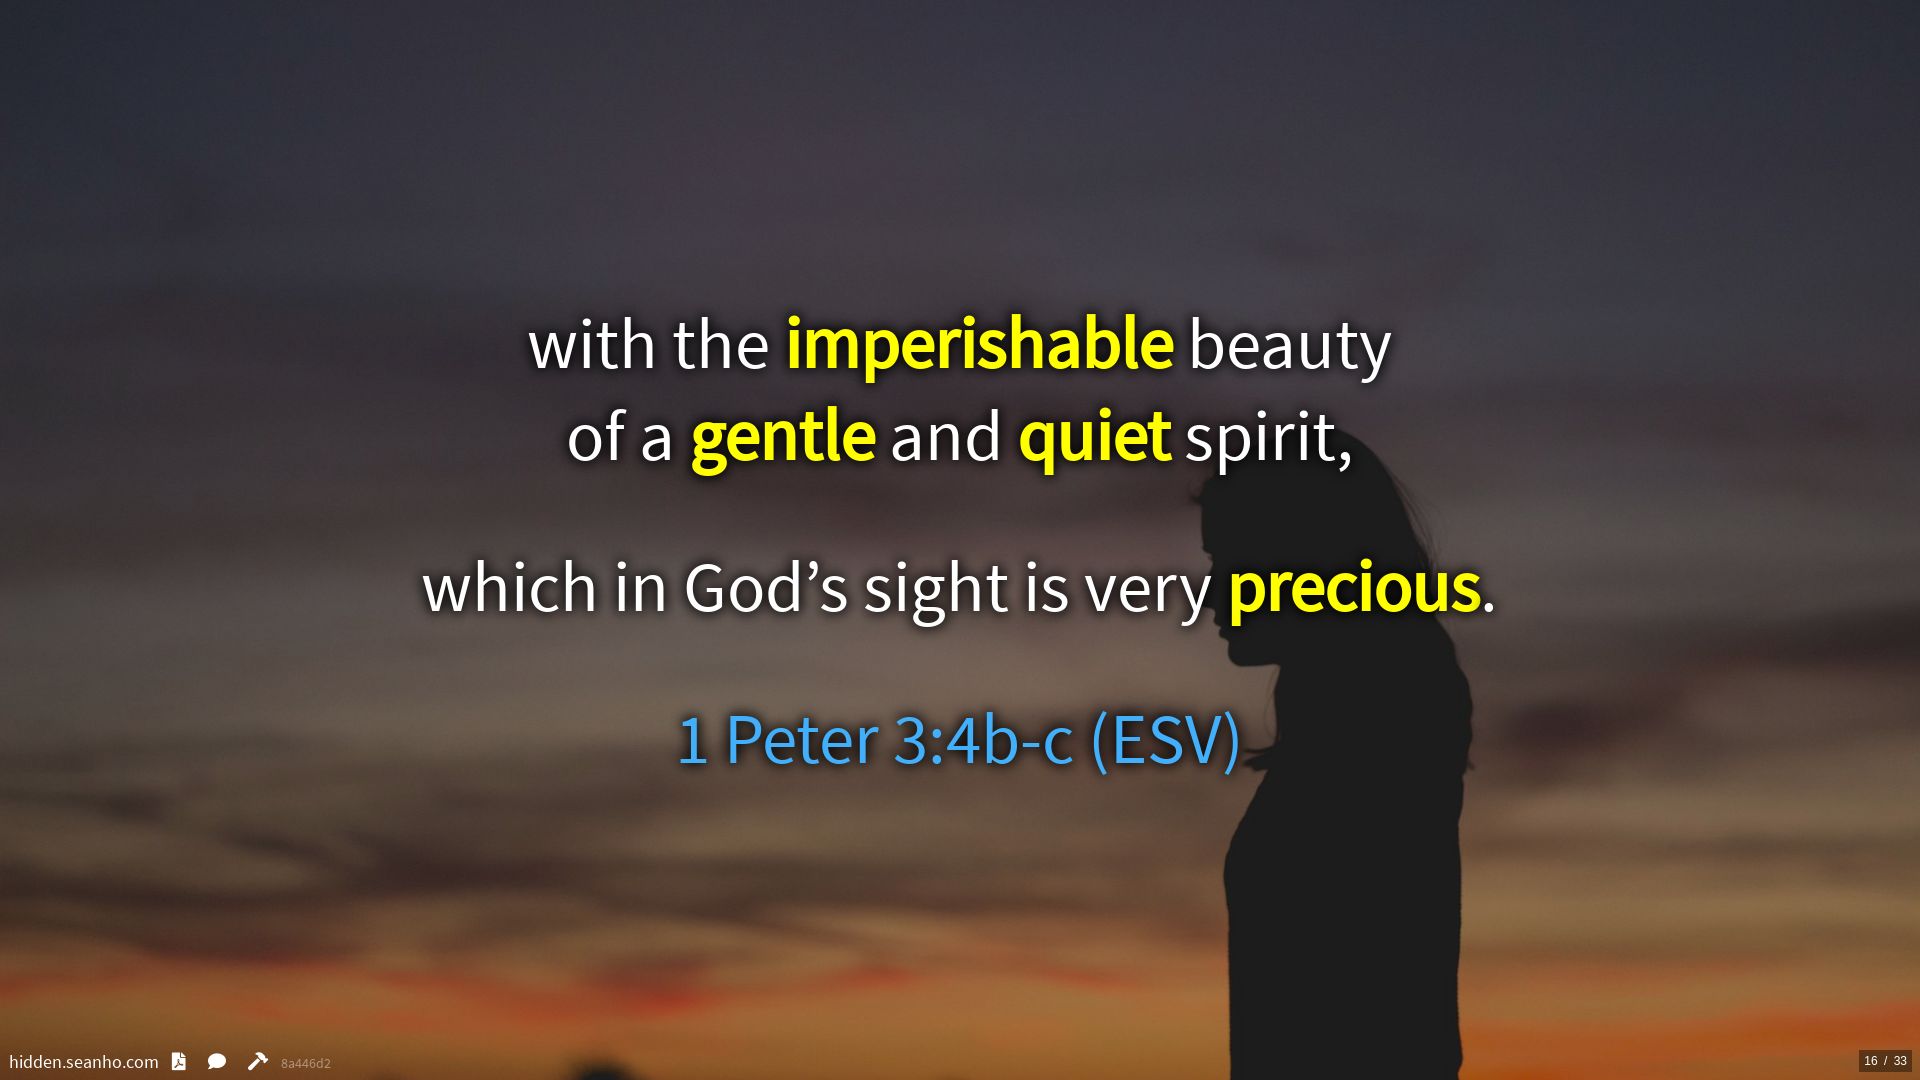 with the imperishable beauty
of a gentle and quiet spirit,
which in God’s sight is very precious.
1 Peter 3:4b-c (ESV)
hidden.seanho.com 8a446d2
16 / 33